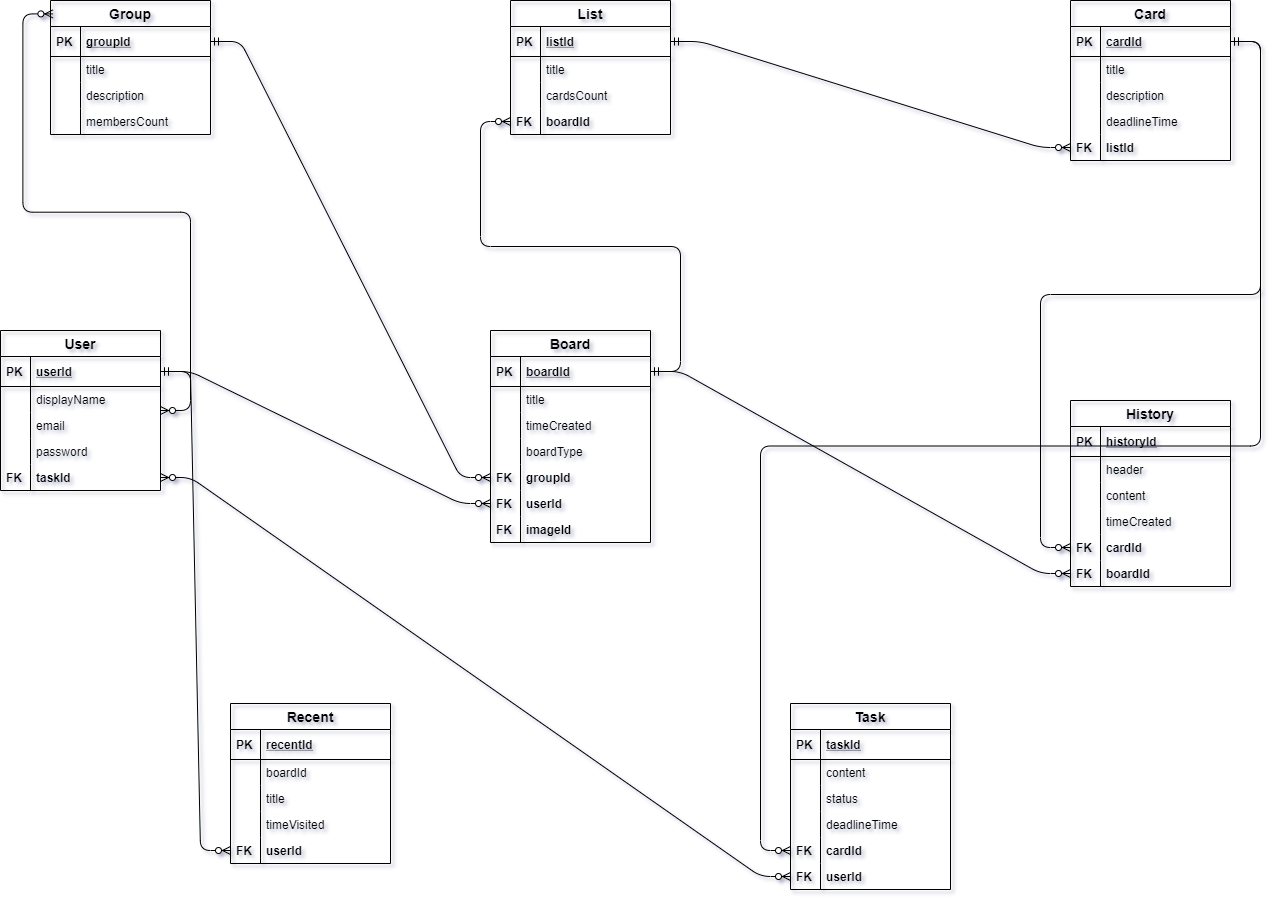 Group
PK groupId
title
description
membersCount
List
PK listId
title
cardsCount
FK boardId
Card
PK cardId
title
description
deadlineTime
FK listId
User
PK userId
displayName
email
password
FK taskId
Board
PK boardId
title
timeCreated
boardType
FK groupId
FK userId
FK imageId
History
PK historyId
header
content
timeCreated
FK cardId
FK boardId
Recent
PK recentId
boardId
title
timeVisited
FK userId
Task
PK taskId
content
status
deadlineTime
FK cardId
FK userId